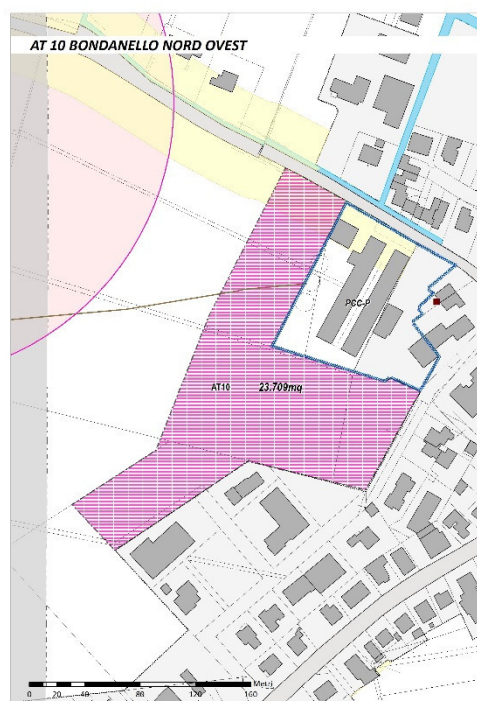 AT 10 BONDANELLO NORD OVEST
PCC-P
AT10 23.709mq
Metri
0 20 40 80 120 160